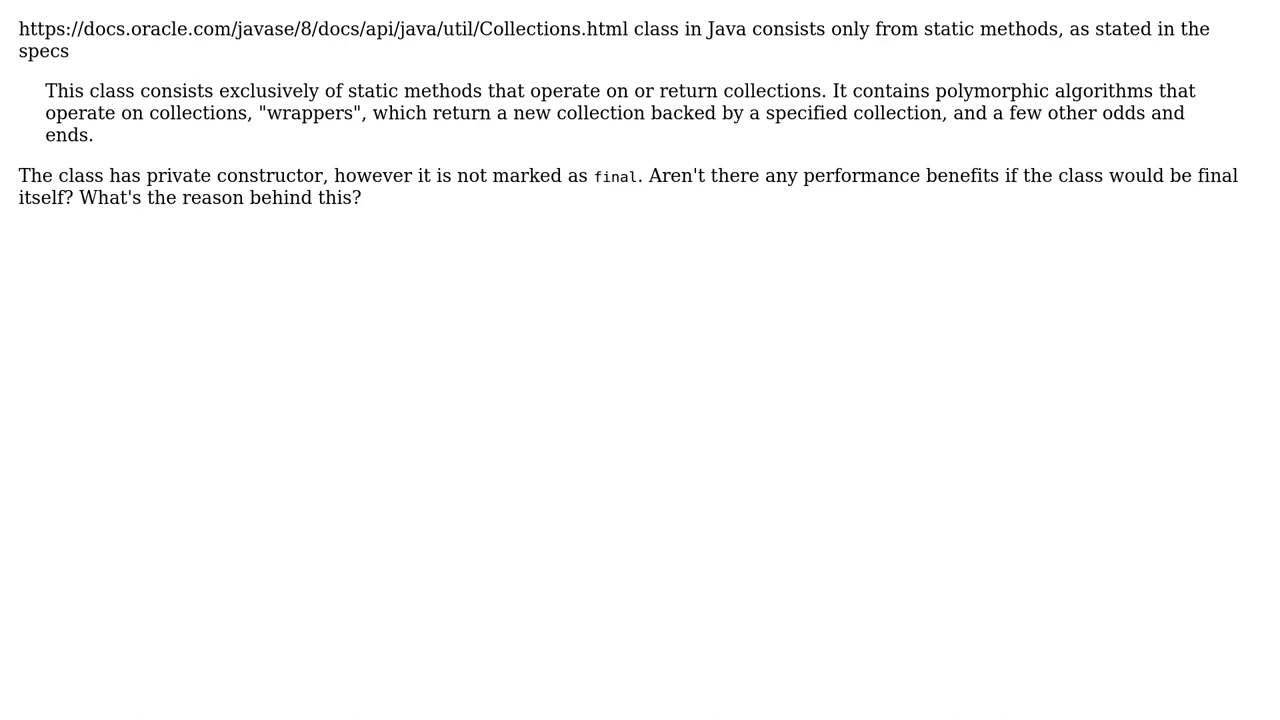 https://docs.oracle.com/javase/8/docs/api/java/util/Collections.html class in Java consists only from static methods, as stated in the
specs
This class consists exclusively of static methods that operate on or return collections. It contains polymorphic algorithms that
operate on collections, "wrappers", which return a new collection backed by a specified collection, and a few other odds and
ends.
The class has private constructor, however it is not marked as final. Aren't there any performance benefits if the class would be final
itself? What's the reason behind this?